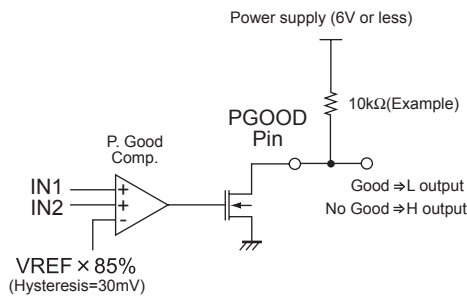 Power supply (6V or less)
10kΩ(Example)
PGOOD
Pin
P. Good
Comp.
IN1
IN2
+
+
-
Good ⇒L output
No Good ⇒H output
VREF × 85%
(Hysteresis=30mV)